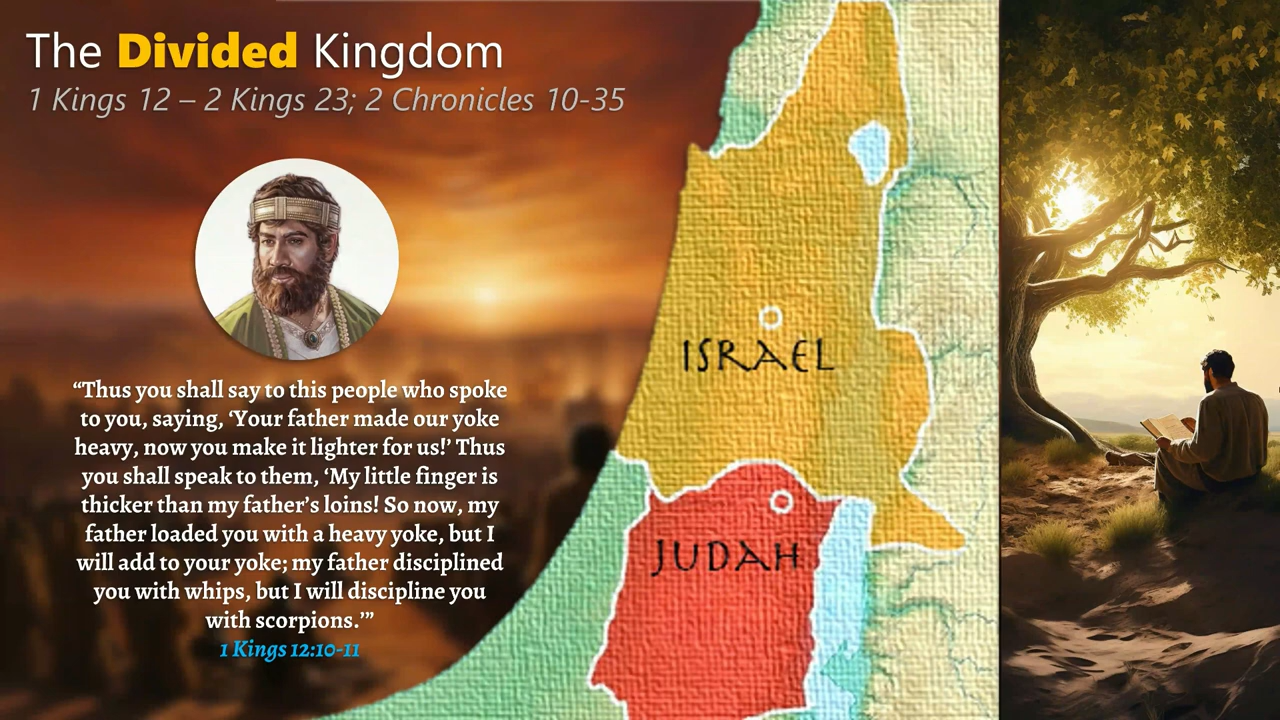 The Divided Kingdom
1 Kings 12 – 2 Kings 23; 2 Chronicles 10-35
“Thus you shall say to this people who spoke
to you, saying, ‘Your father made our yoke
heavy, now you make it lighter for us!’ Thus
you shall speak to them, ‘My little finger is
thicker than my father’s loins! So now, my
father loaded you with a heavy yoke, but I
will add to your yoke; my father disciplined
you with whips, but I will discipline you
with scorpions.’”
1 Kings 12:10-11
ISRAEL
JUDAH